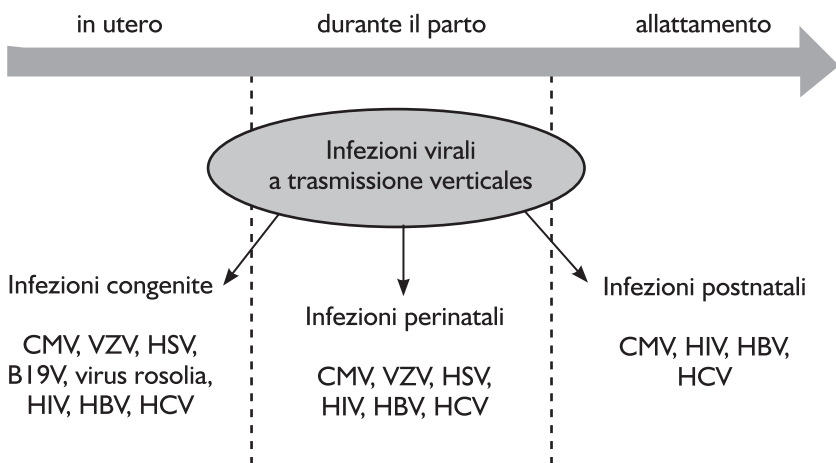 in utero
durante il parto
allattamento
Infezioni virali
a trasmissione verticales
Infezioni congenite
CMV, VZV, HSV,
B19V, virus rosolia,
HIV, HBV, HCV
Infezioni perinatali
CMV, VZV, HSV,
HIV, HBV, HCV
Infezioni postnatali
CMV, HIV, HBV,
HCV